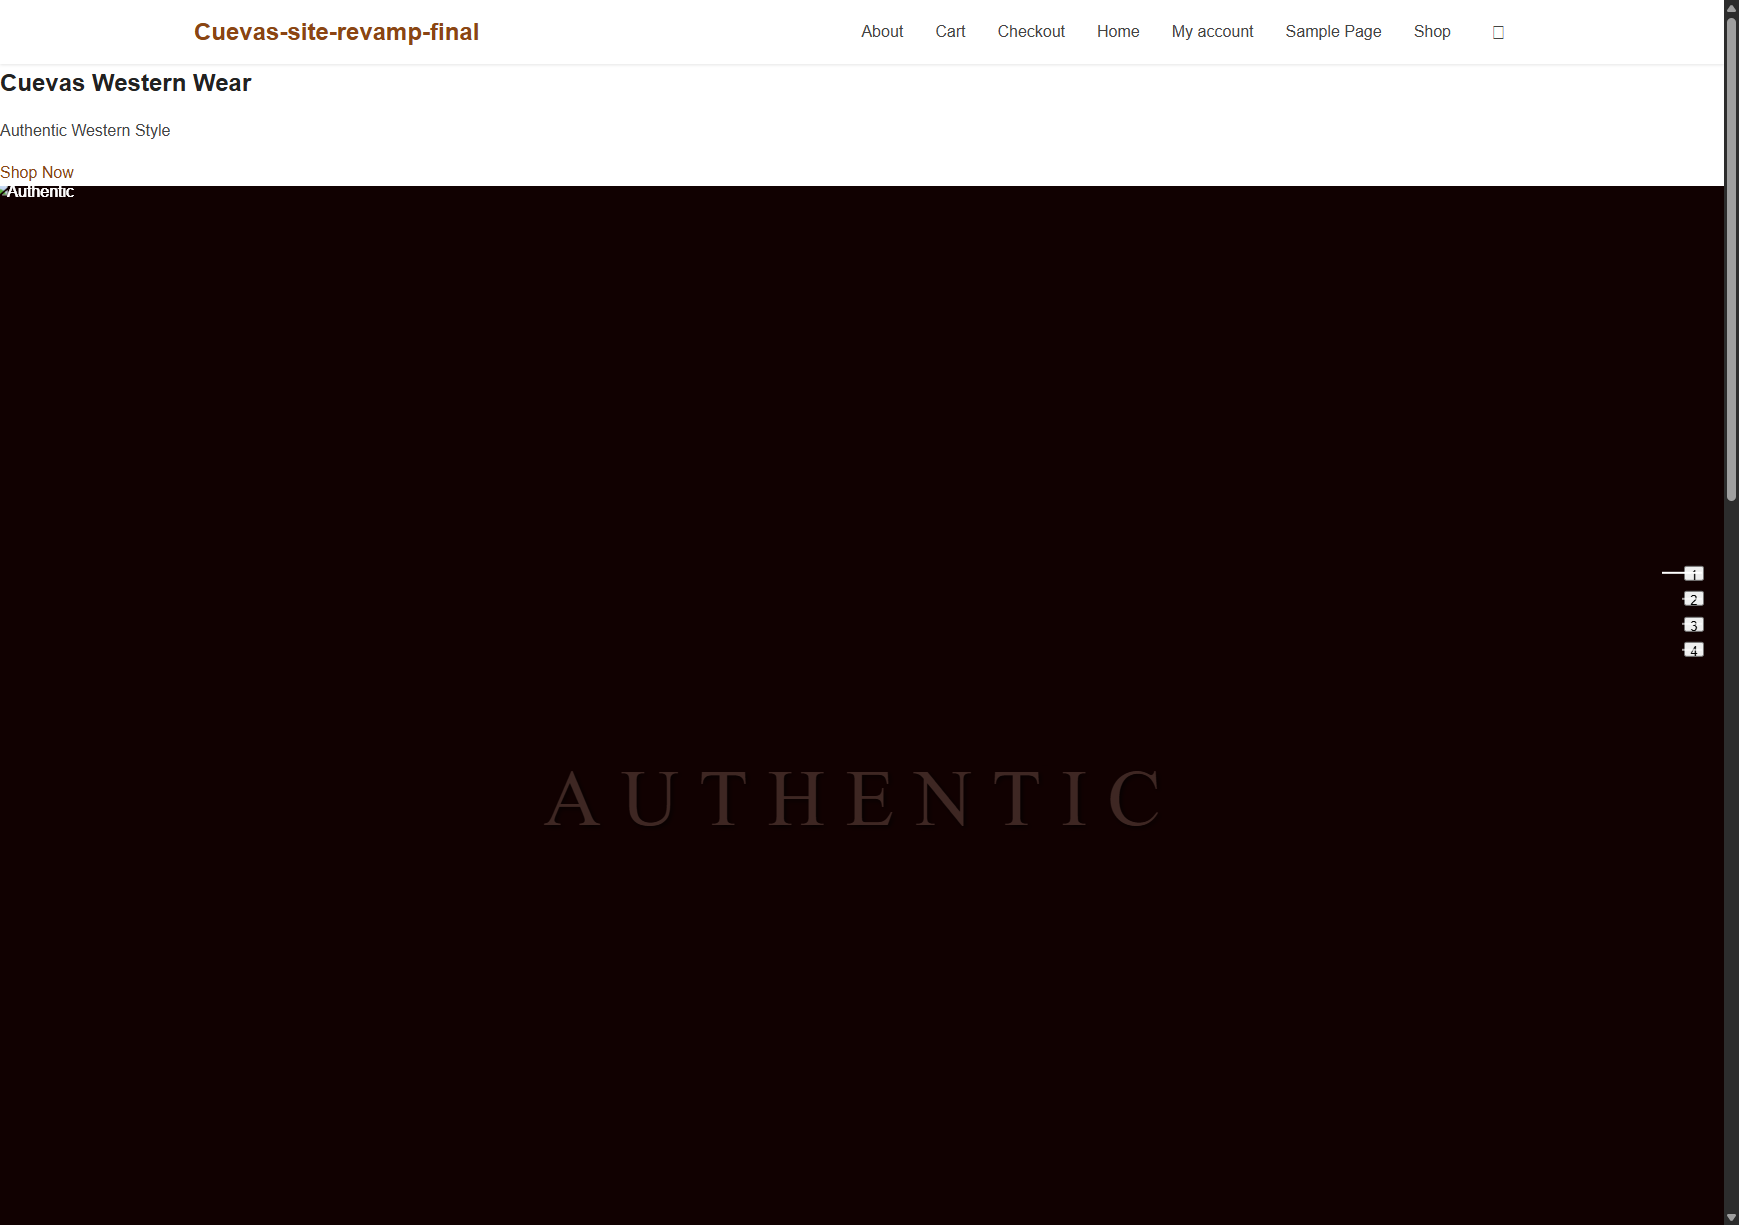 Cuevas-site-revamp-final
About Cart Checkout Home My account Sample Page Shop
Cuevas Western Wear
Authentic Western Style
Shop Now
Authentic
1
2
3
4
AUTHENTIC